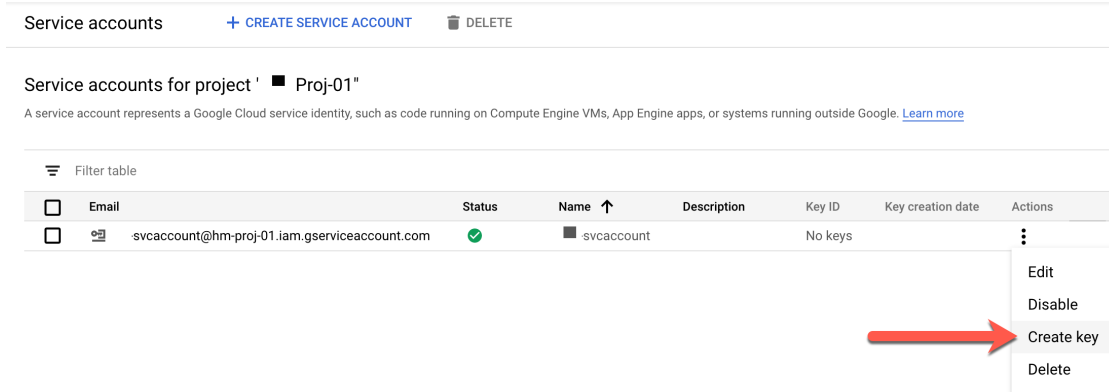 Service accounts + CREATE SERVICE ACCOUNT DELETE
Service accounts for project ' Proj-01"
A service account represents a Google Cloud service identity, such as code running on Compute Engine VMs, App Engine apps, or systems running outside Google. Learn more
Filter table
Email Status Name ↑ Description Key ID Key creation date Actions
-svcaccount@hm-proj-01.iam.gserviceaccount.com -svcaccount No keys
Edit
Disable
Create key
Delete